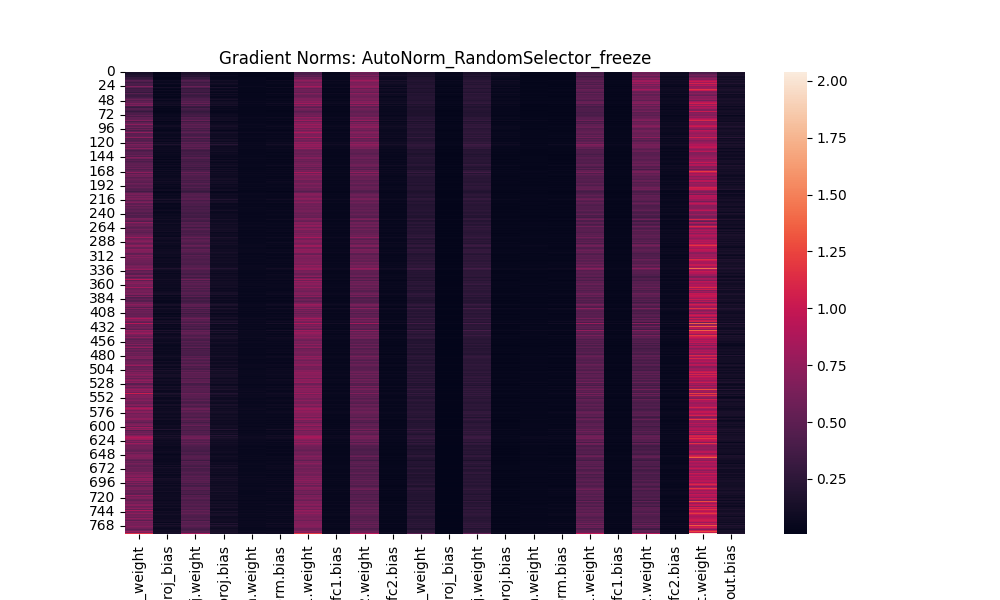 Gradient Norms: AutoNorm_RandomSelector_freeze
0
24
48
72
96
120
144
168
192
216
240
264
288
312
336
360
384
408
432
456
480
504
528
552
576
600
624
648
672
696
720
744
768
2.00
1.75
1.50
1.25
1.00
0.75
0.50
0.25
_weight
roj_bias
j.weight
roj.bias
n.weight
rm.bias
.weight
fc1.bias
2.weight
fc2.bias
_weight
roj_bias
j.weight
roj.bias
n.weight
rm.bias
.weight
fc1.bias
2.weight
fc2.bias
t.weight
out.bias